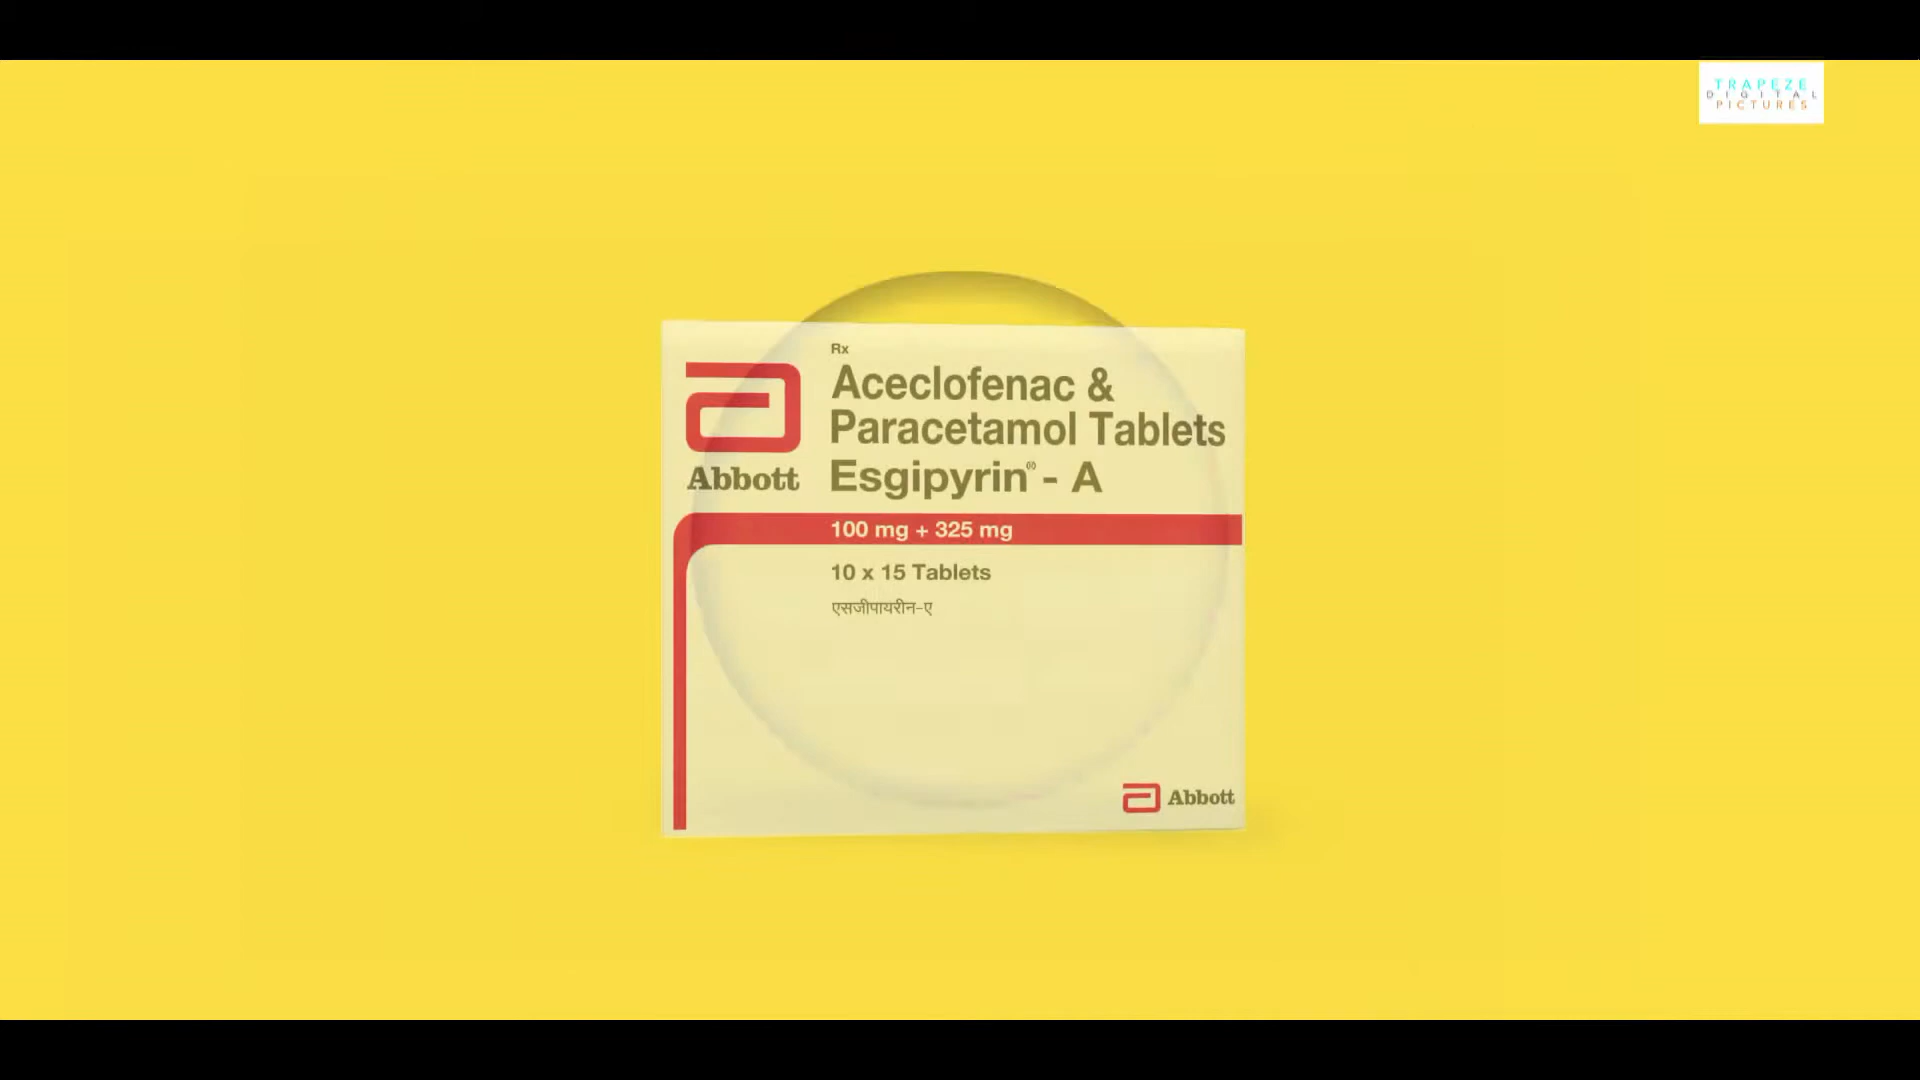 TRAPEZE
DIGITAL
PICTURES
Rx
Aceclofenac &
Paracetamol Tablets
Esgipyrin® - A
Abbott
100 mg + 325 mg
10 x 15 Tablets
एसजीपायरीन-ए
Abbott